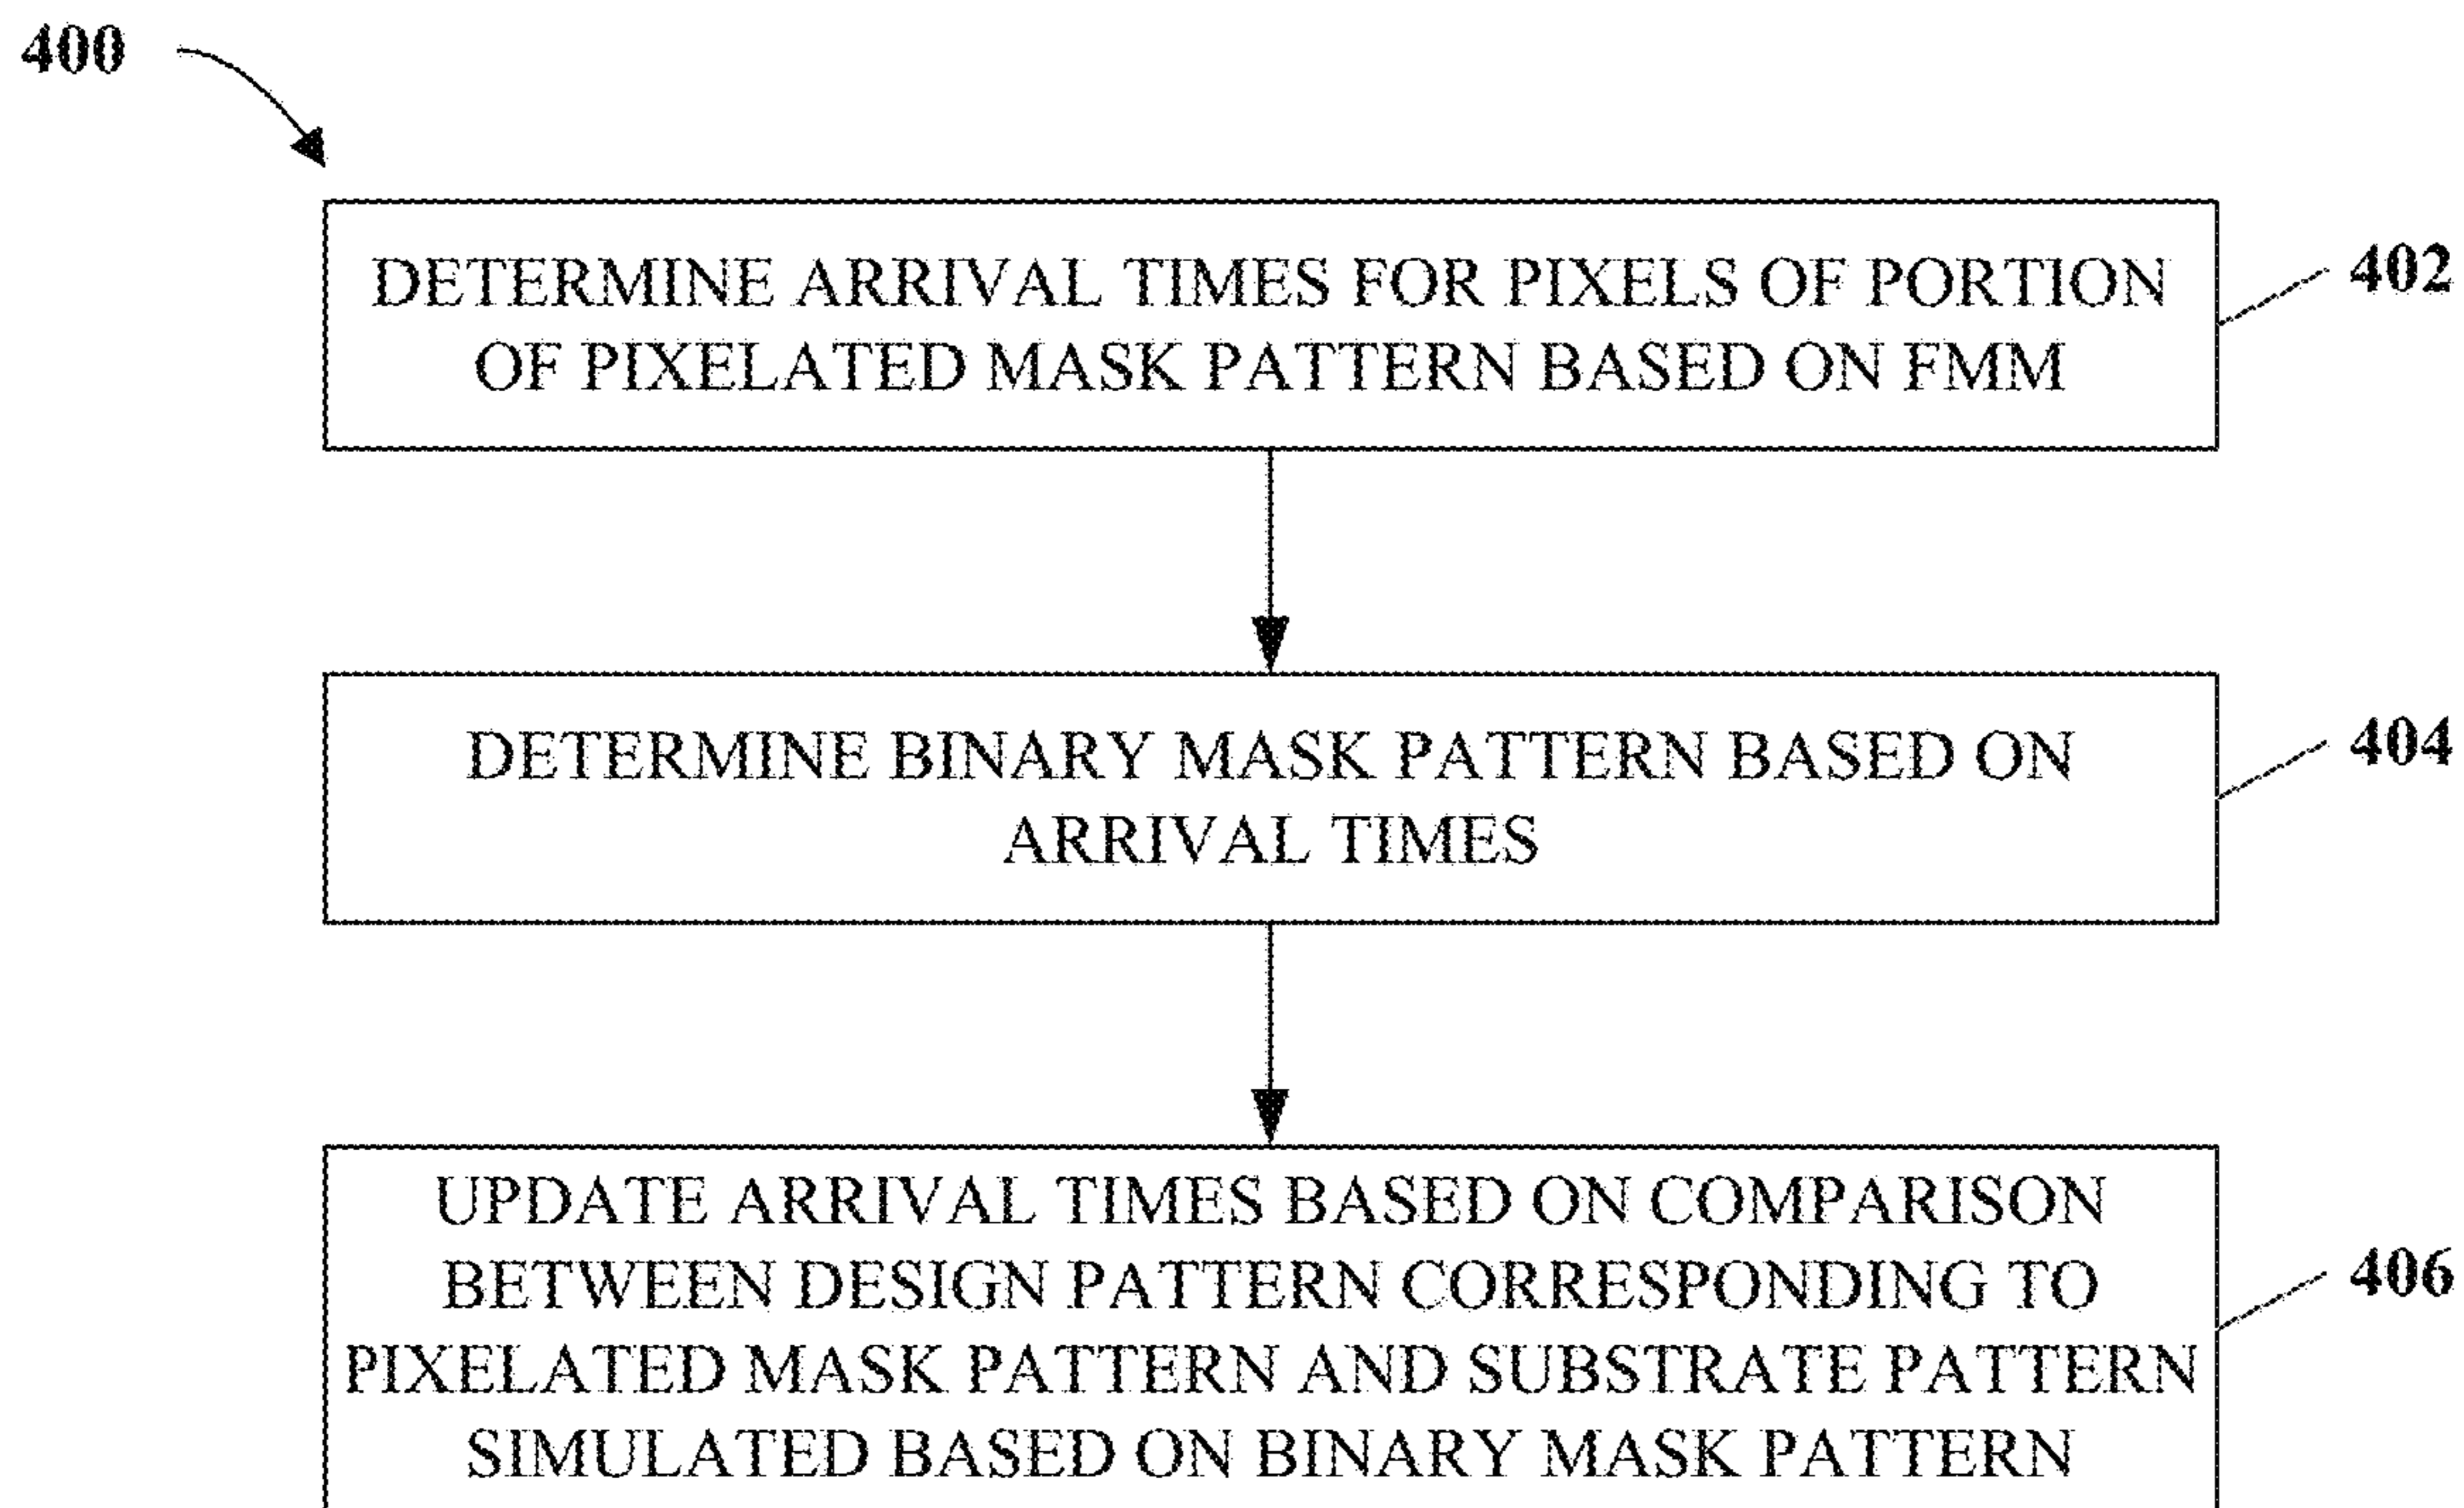 400
DETERMINE ARRIVAL TIMES FOR PIXELS OF PORTION
OF PIXELATED MASK PATTERN BASED ON FMM
402
DETERMINE BINARY MASK PATTERN BASED ON
ARRIVAL TIMES
404
UPDATE ARRIVAL TIMES BASED ON COMPARISON
BETWEEN DESIGN PATTERN CORRESPONDING TO
PIXELATED MASK PATTERN AND SUBSTRATE PATTERN
SIMULATED BASED ON BINARY MASK PATTERN
406